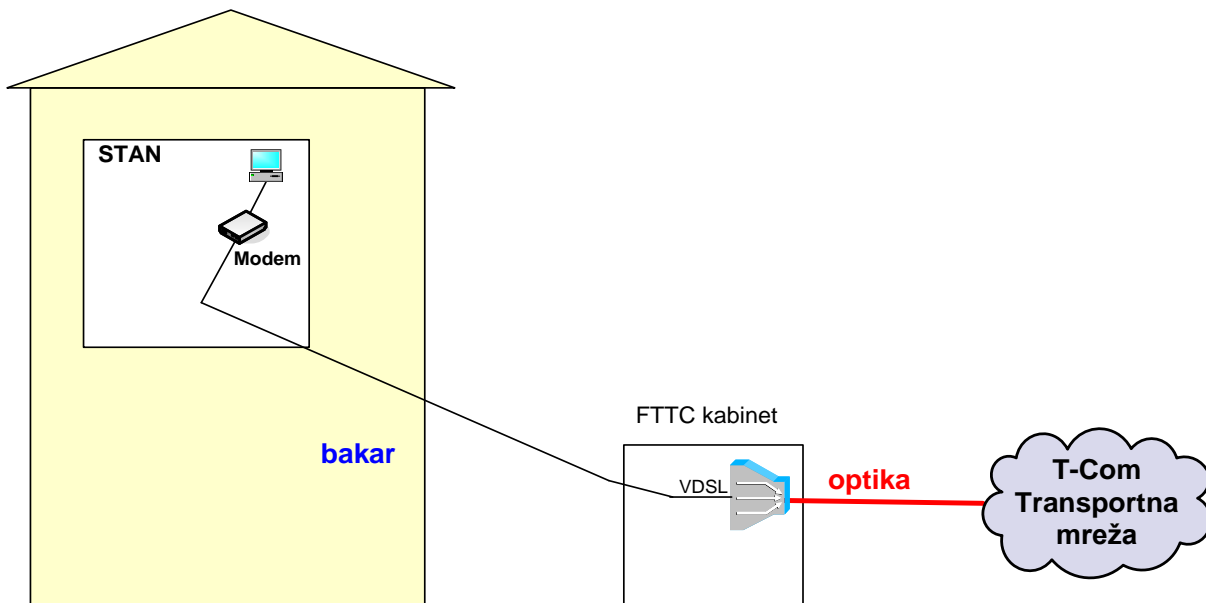 STAN
Modem
bakar
FTTC kabinet
VDSL
optika
T-Com
Transportna
mreža